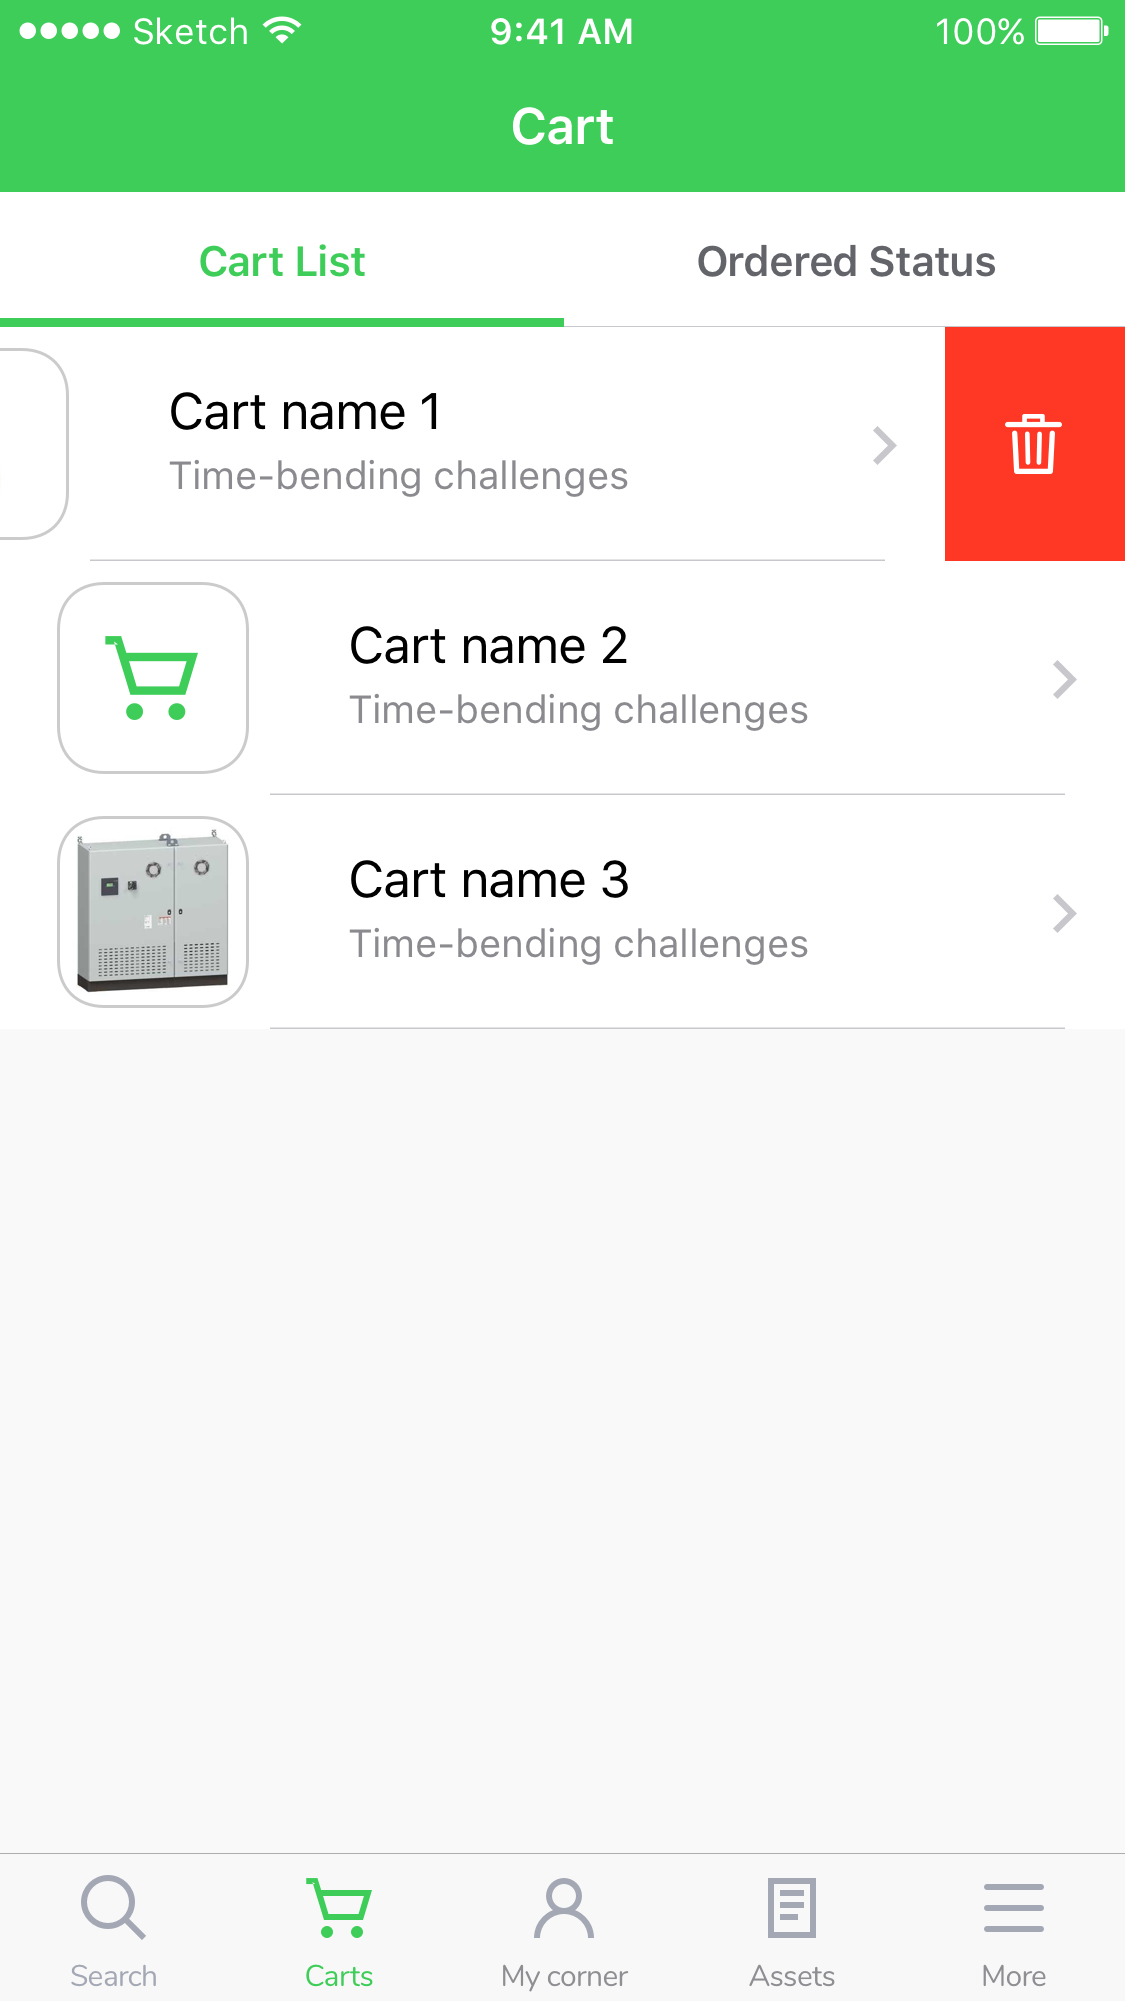 Sketch 9:41 AM 100%
Cart
Cart List Ordered Status
Cart name 1
Time-bending challenges
Cart name 2
Time-bending challenges
Cart name 3
Time-bending challenges
Search Carts My corner Assets More